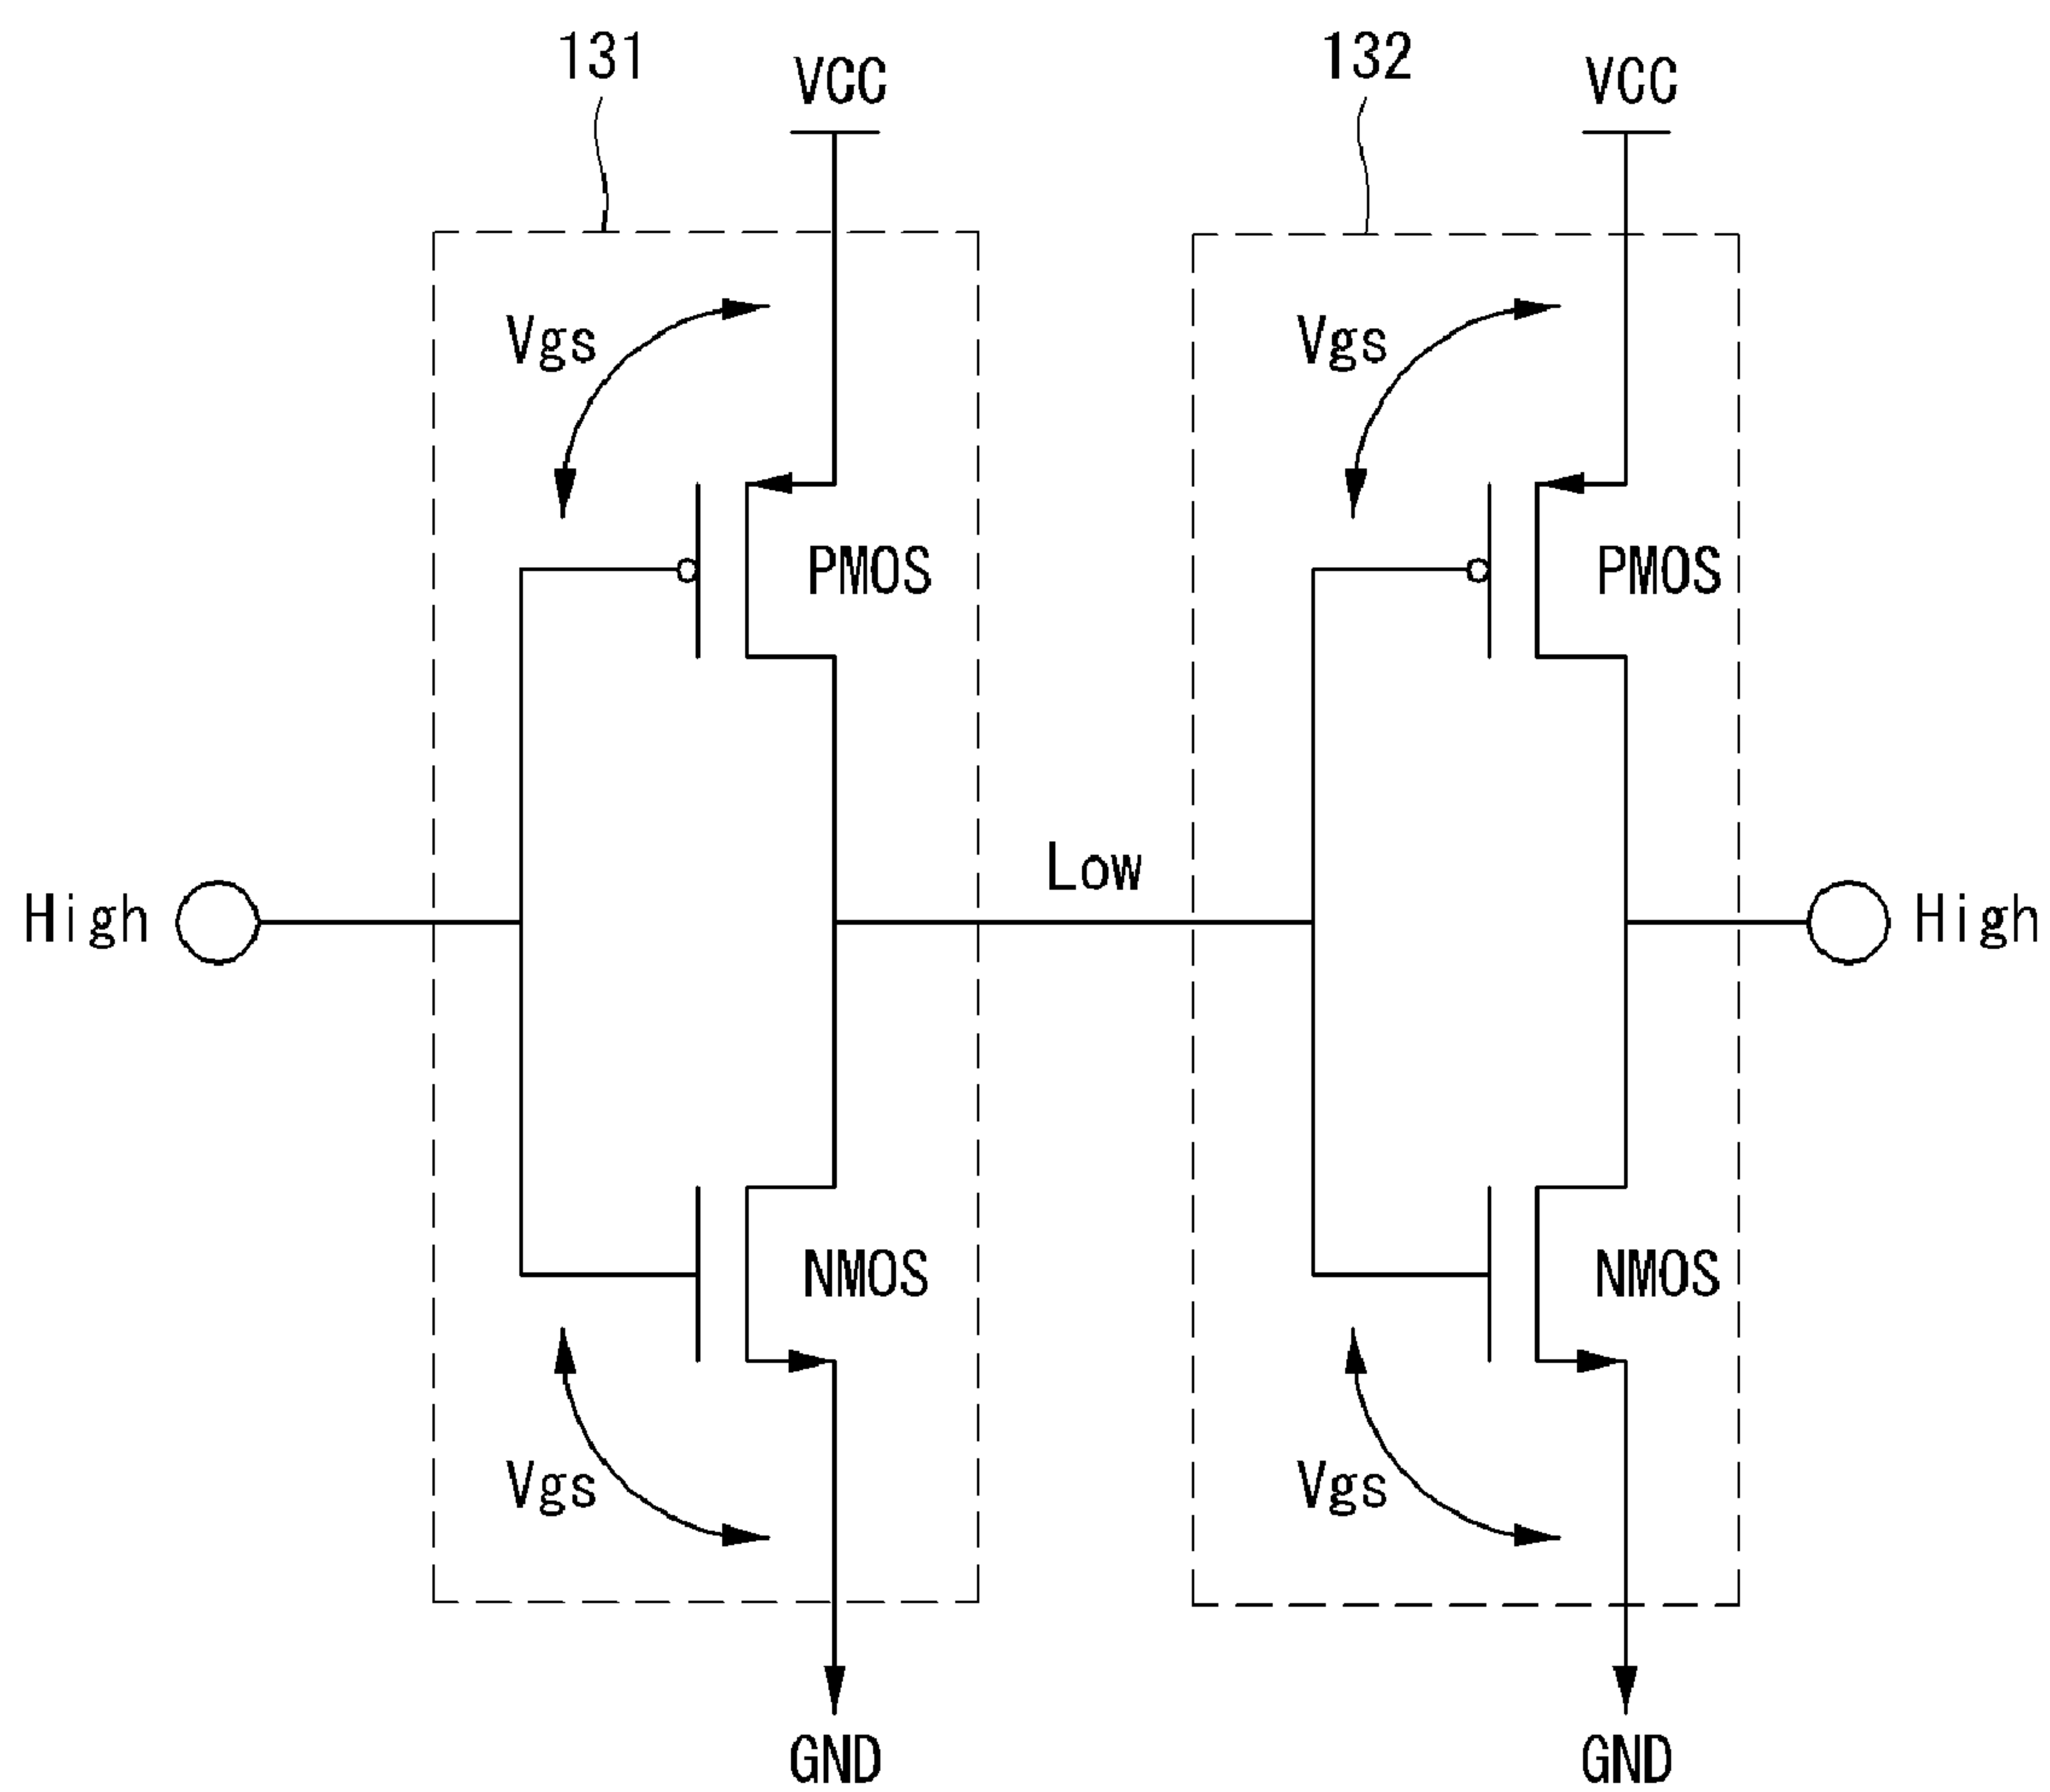 131
VCC
132
VCC
Vgs
Vgs
PMOS
PMOS
Low
High
High
NMOS
NMOS
Vgs
Vgs
GND
GND